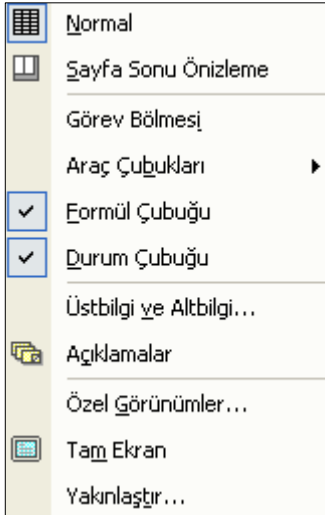 Normal
Sayfa Sonu Önizleme
Görev Bölmesi
Araç Çubukları
Formül Çubuğu
Durum Çubuğu
Üstbilgi ve Altbilgi...
Açıklamalar
Özel Görünümler...
Tam Ekran
Yakınlaştır...